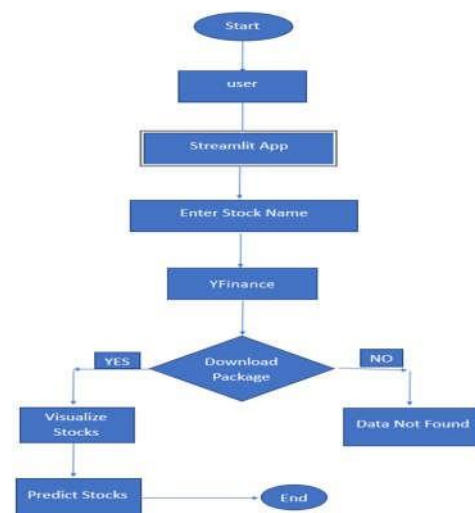 Start
user
Streamlit App
Enter Stock Name
YFinance
YES
Download
Package
NO
Visualize
Stocks
Data Not Found
Predict Stocks
End